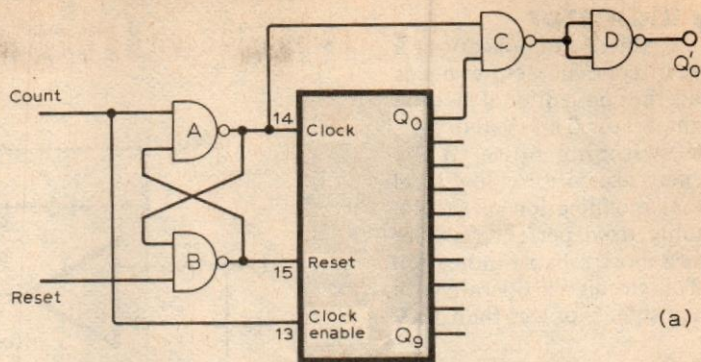 C
D
Q'₀
Count
A
14
Clock
Q₀
B
15
Reset
Reset
Clock
enable
13
Q₉
(a)